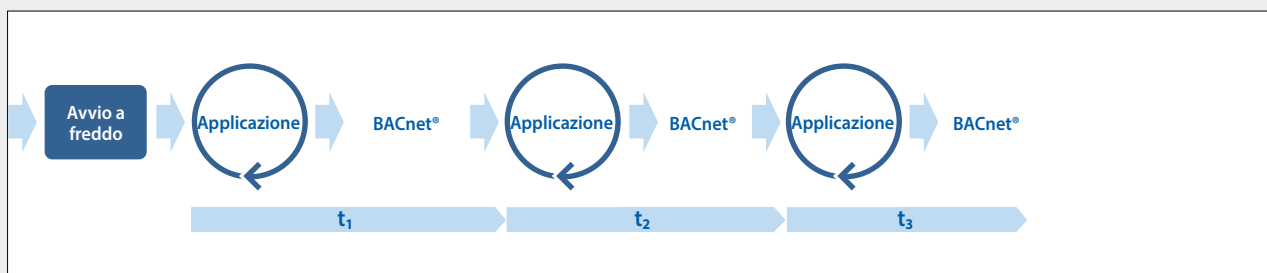 Avvio a
freddo
Applicazione
BACnet®
Applicazione
BACnet®
Applicazione
BACnet®
t1
t2
t3